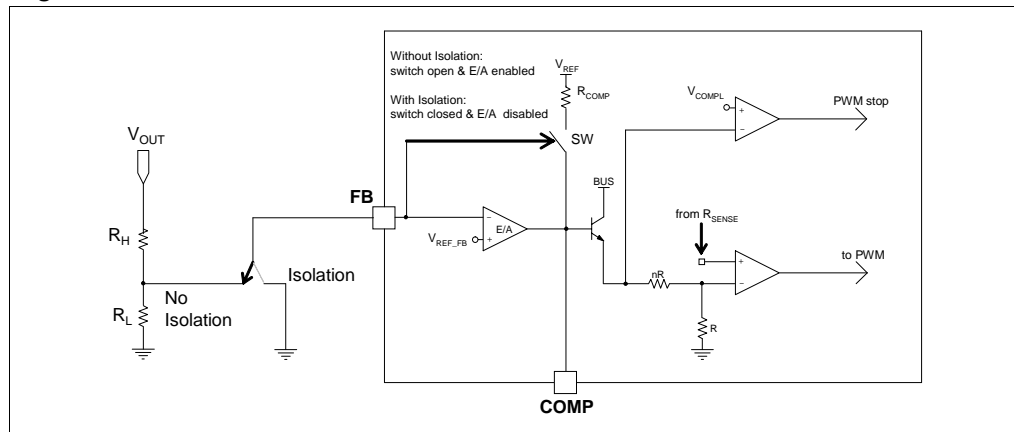 Without Isolation:
switch open & E/A enabled
With Isolation:
switch closed & E/A disabled
VREF
RCOMP
SW
VCOMPL
+
−
PWM stop
VOUT
FB
BUS
−
E/A
+
VREF_FB
from RSENSE
+
−
to PWM
RH
Isolation
nR
No
Isolation
RL
R
COMP